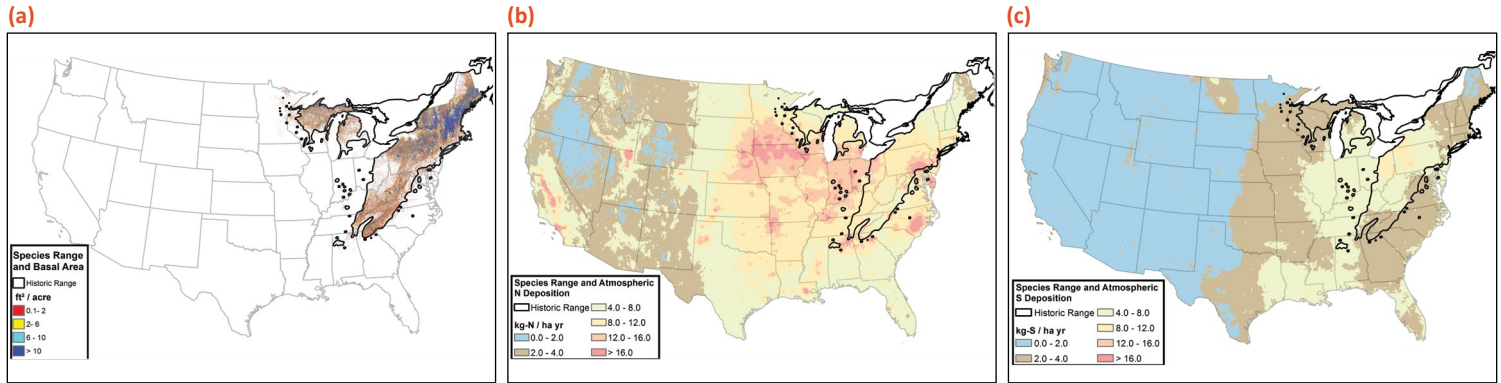 (a)
(b)
(c)
Species Range
and Basal Area
Historic Range
ft² / acre
0.1- 2
2- 6
6 - 10
> 10
Species Range and Atmospheric
N Deposition
Historic Range
kg-N / ha yr
0.0 - 2.0
2.0 - 4.0
4.0 - 8.0
8.0 - 12.0
12.0 - 16.0
> 16.0
Species Range and Atmospheric
S Deposition
Historic Range
kg-S / ha yr
0.0 - 2.0
2.0 - 4.0
4.0 - 8.0
8.0 - 12.0
12.0 - 16.0
> 16.0